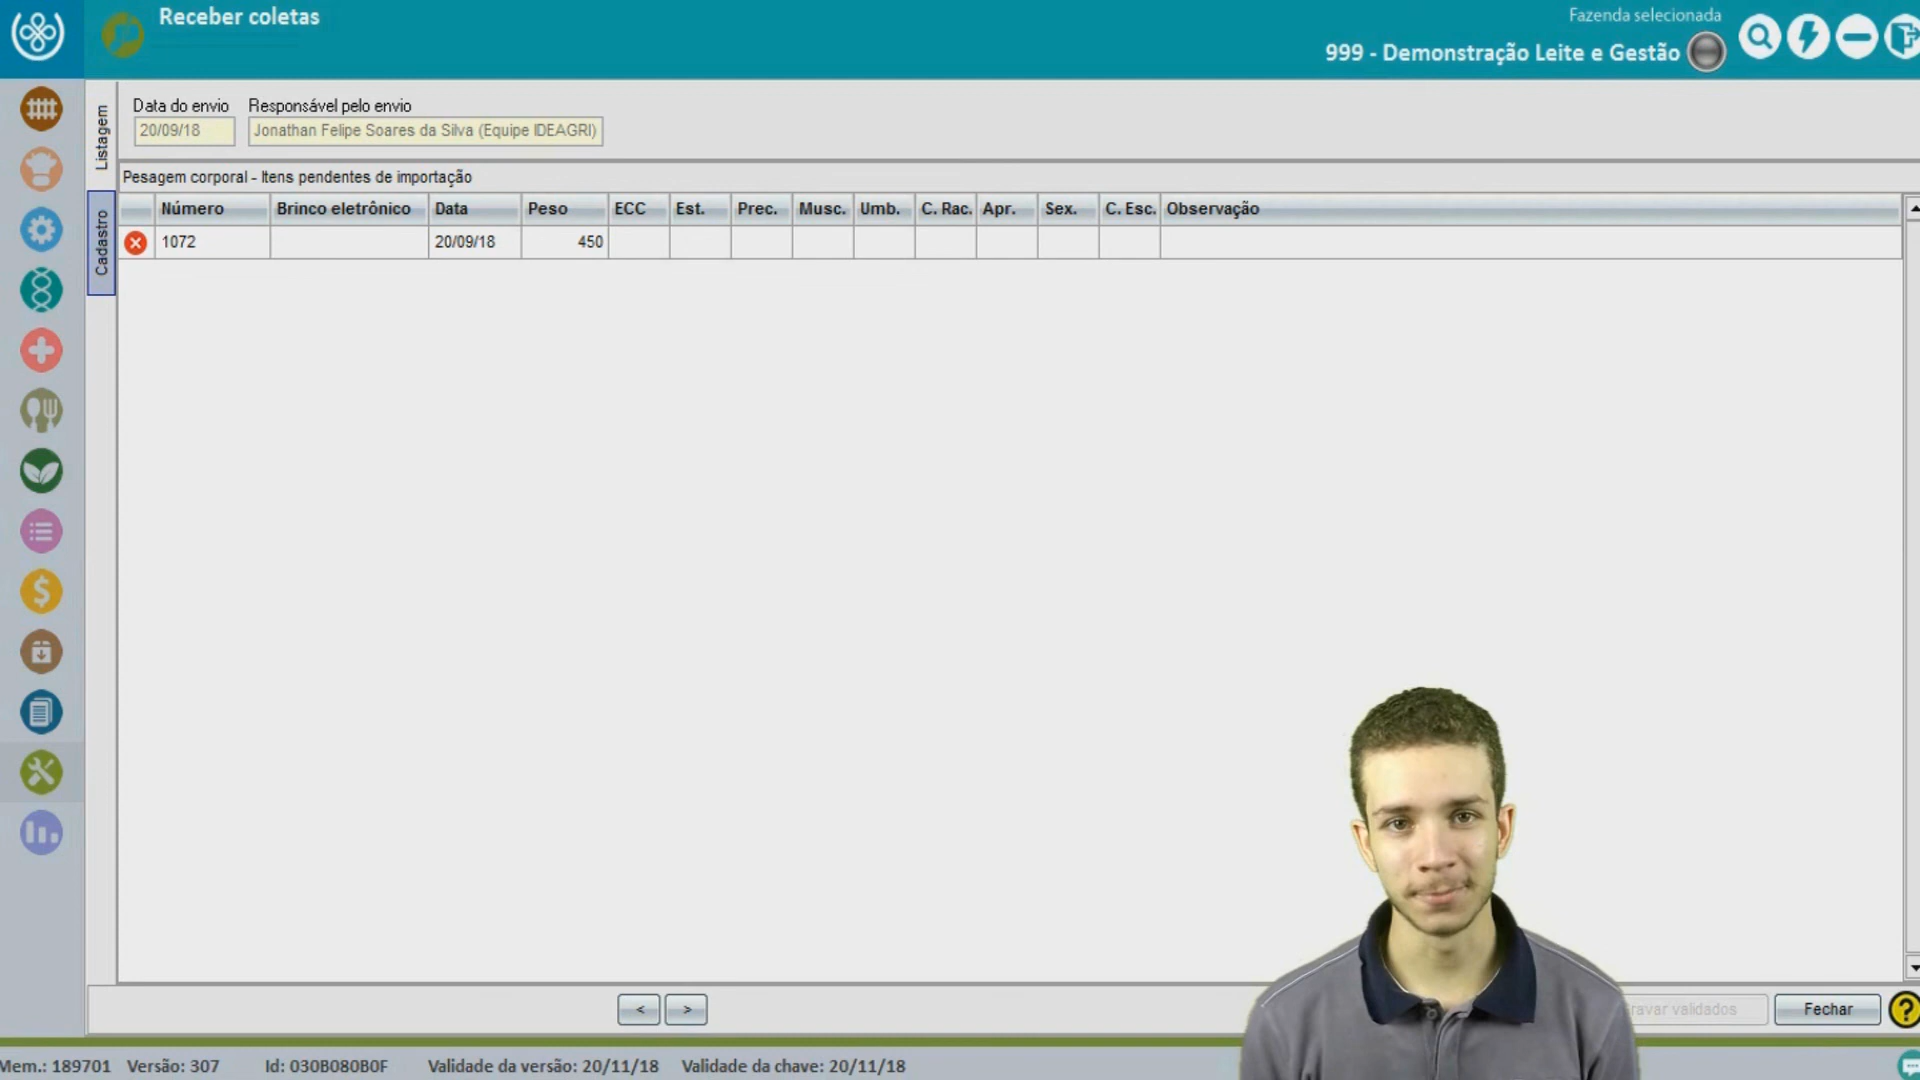 Receber coletas
Fazenda selecionada
999 - Demonstração Leite e Gestão
Listagem
Cadastro
Data do envio Responsável pelo envio
20/09/18 Jonathan Felipe Soares da Silva (Equipe IDEAGRI)
Pesagem corporal - Itens pendentes de importação
Número Brinco eletrônico Data Peso ECC Est. Prec. Musc. Umb. C. Rac. Apr. Sex. C. Esc. Observação
1072 20/09/18 450
< >
validados Fechar ?
Mem.: 189701 Versão: 307 Id: 030B080B0F Validade da versão: 20/11/18 Validade da chave: 20/11/18